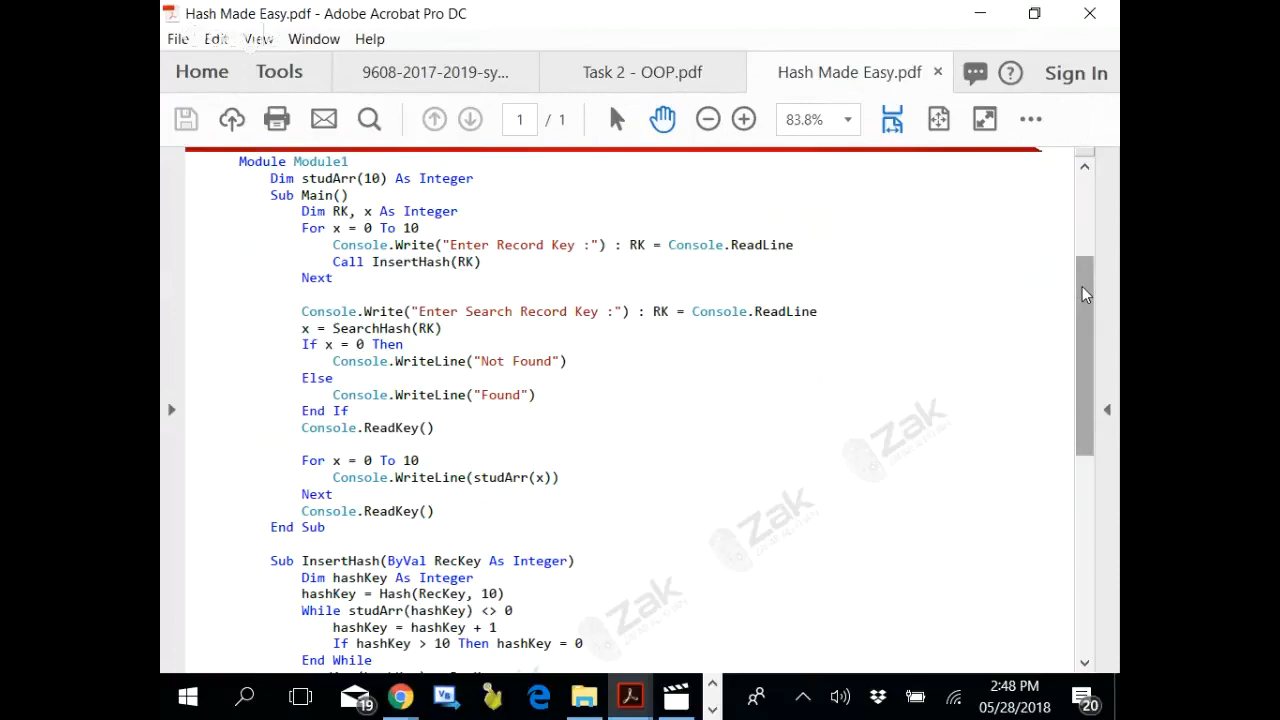 Hash Made Easy.pdf - Adobe Acrobat Pro DC
File Edit View Window Help
Home Tools 9608-2017-2019-sy... Task 2 - OOP.pdf Hash Made Easy.pdf × Sign In
1 / 1 83.8%
Module Module1
Dim studArr(10) As Integer
Sub Main()
Dim RK, x As Integer
For x = 0 To 10
Console.Write("Enter Record Key :") : RK = Console.ReadLine
Call InsertHash(RK)
Next
Console.Write("Enter Search Record Key :") : RK = Console.ReadLine
x = SearchHash(RK)
If x = 0 Then
Console.WriteLine("Not Found")
Else
Console.WriteLine("Found")
End If
Console.ReadKey()
For x = 0 To 10
Console.WriteLine(studArr(x))
Next
Console.ReadKey()
End Sub
Sub InsertHash(ByVal RecKey As Integer)
Dim hashKey As Integer
hashKey = Hash(RecKey, 10)
While studArr(hashKey) <> 0
hashKey = hashKey + 1
If hashKey > 10 Then hashKey = 0
End While
Zak
Zak
Zak
19
VB
2:48 PM
05/28/2018
20